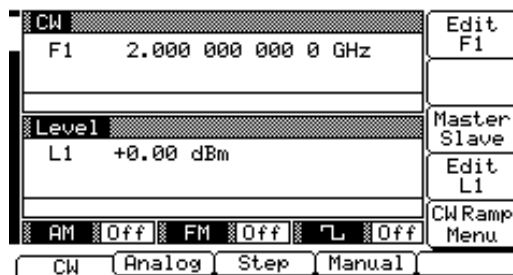 CW
F1 2.000 000 000 0 GHz
Level
L1 +0.00 dBm
AM Off FM Off Off
CW Analog Step Manual
Edit
F1
Master
Slave
Edit
L1
CW Ramp
Menu